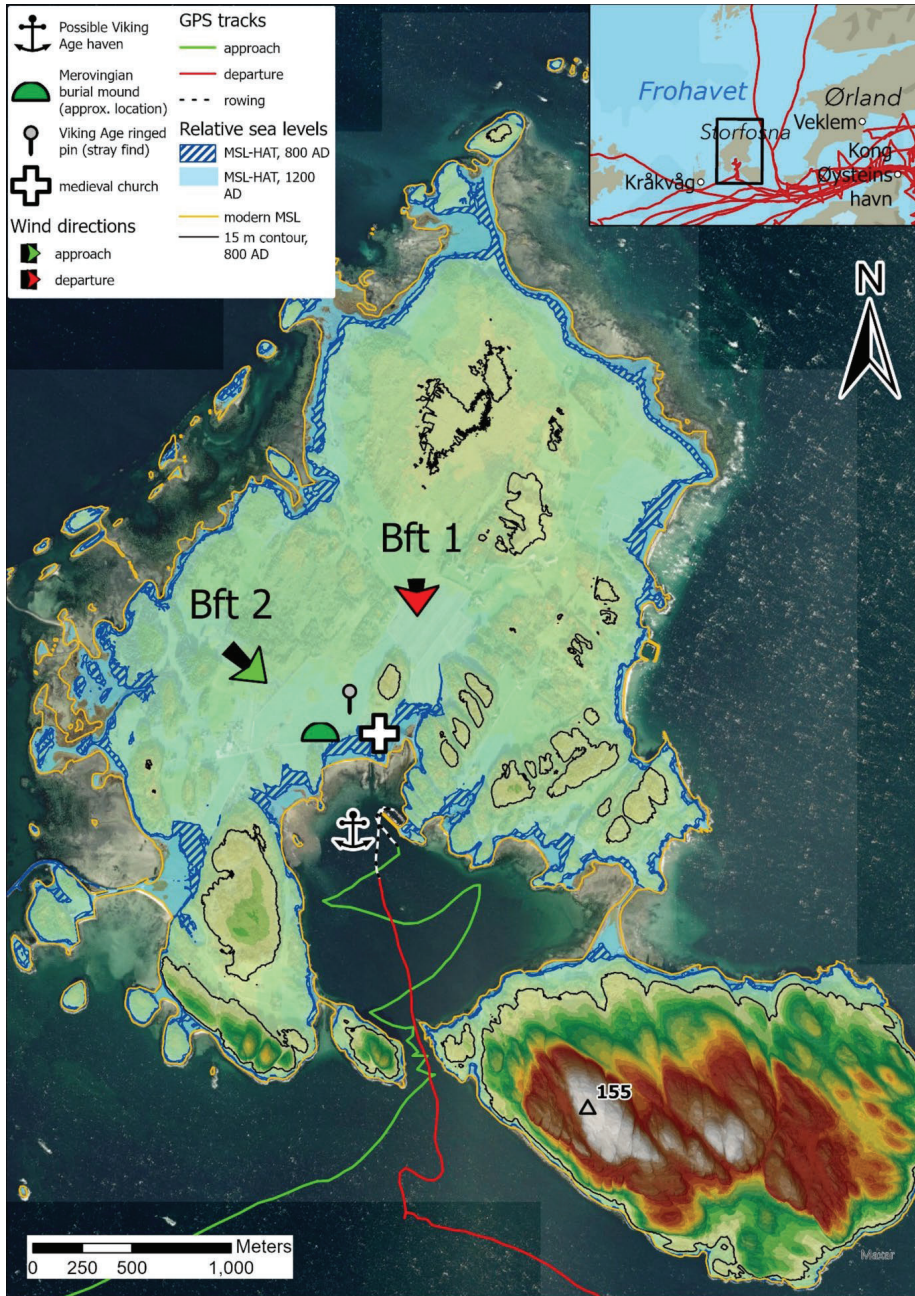 Possible Viking
Age haven
Merovingian
burial mound
(approx. location)
Viking Age ringed
pin (stray find)
medieval church
Wind directions
approach
departure
GPS tracks
approach
departure
rowing
Relative sea levels
MSL-HAT, 800 AD
MSL-HAT, 1200
AD
modern MSL
15 m contour,
800 AD
Frohavet
Ørland
Veklem
Storfosna
Kong
Øysteins
havn
Kråkvåg
N
Bft 1
Bft 2
155
Meters
0 250 500 1,000
Maxar